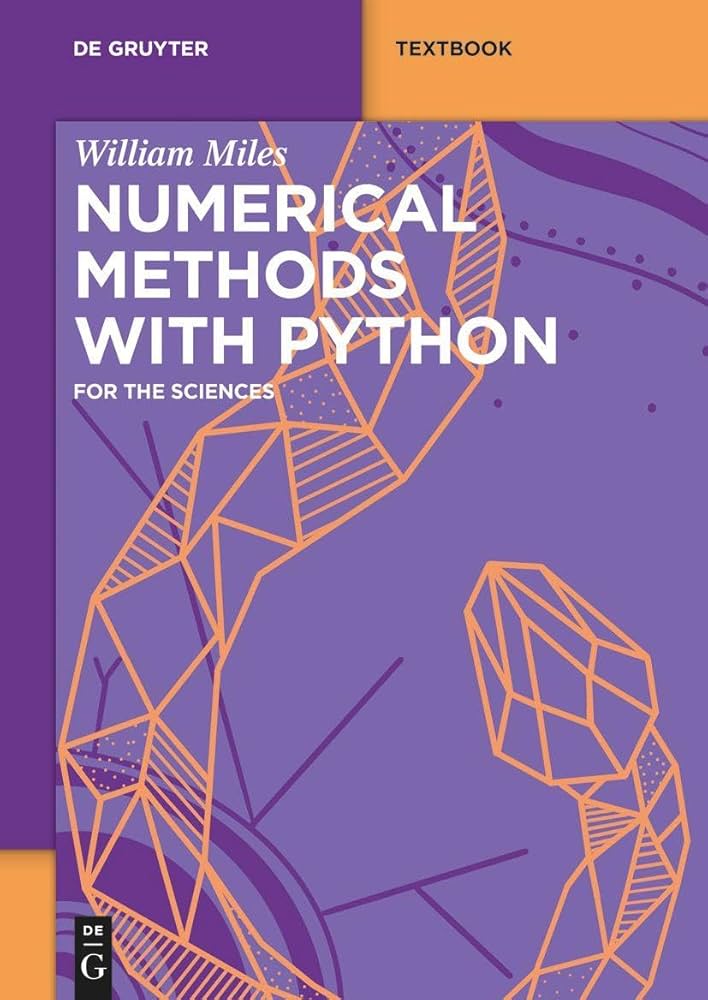 DE GRUYTER
TEXTBOOK
William Miles
NUMERICAL
METHODS
WITH PYTHON
FOR THE SCIENCES
DE
G